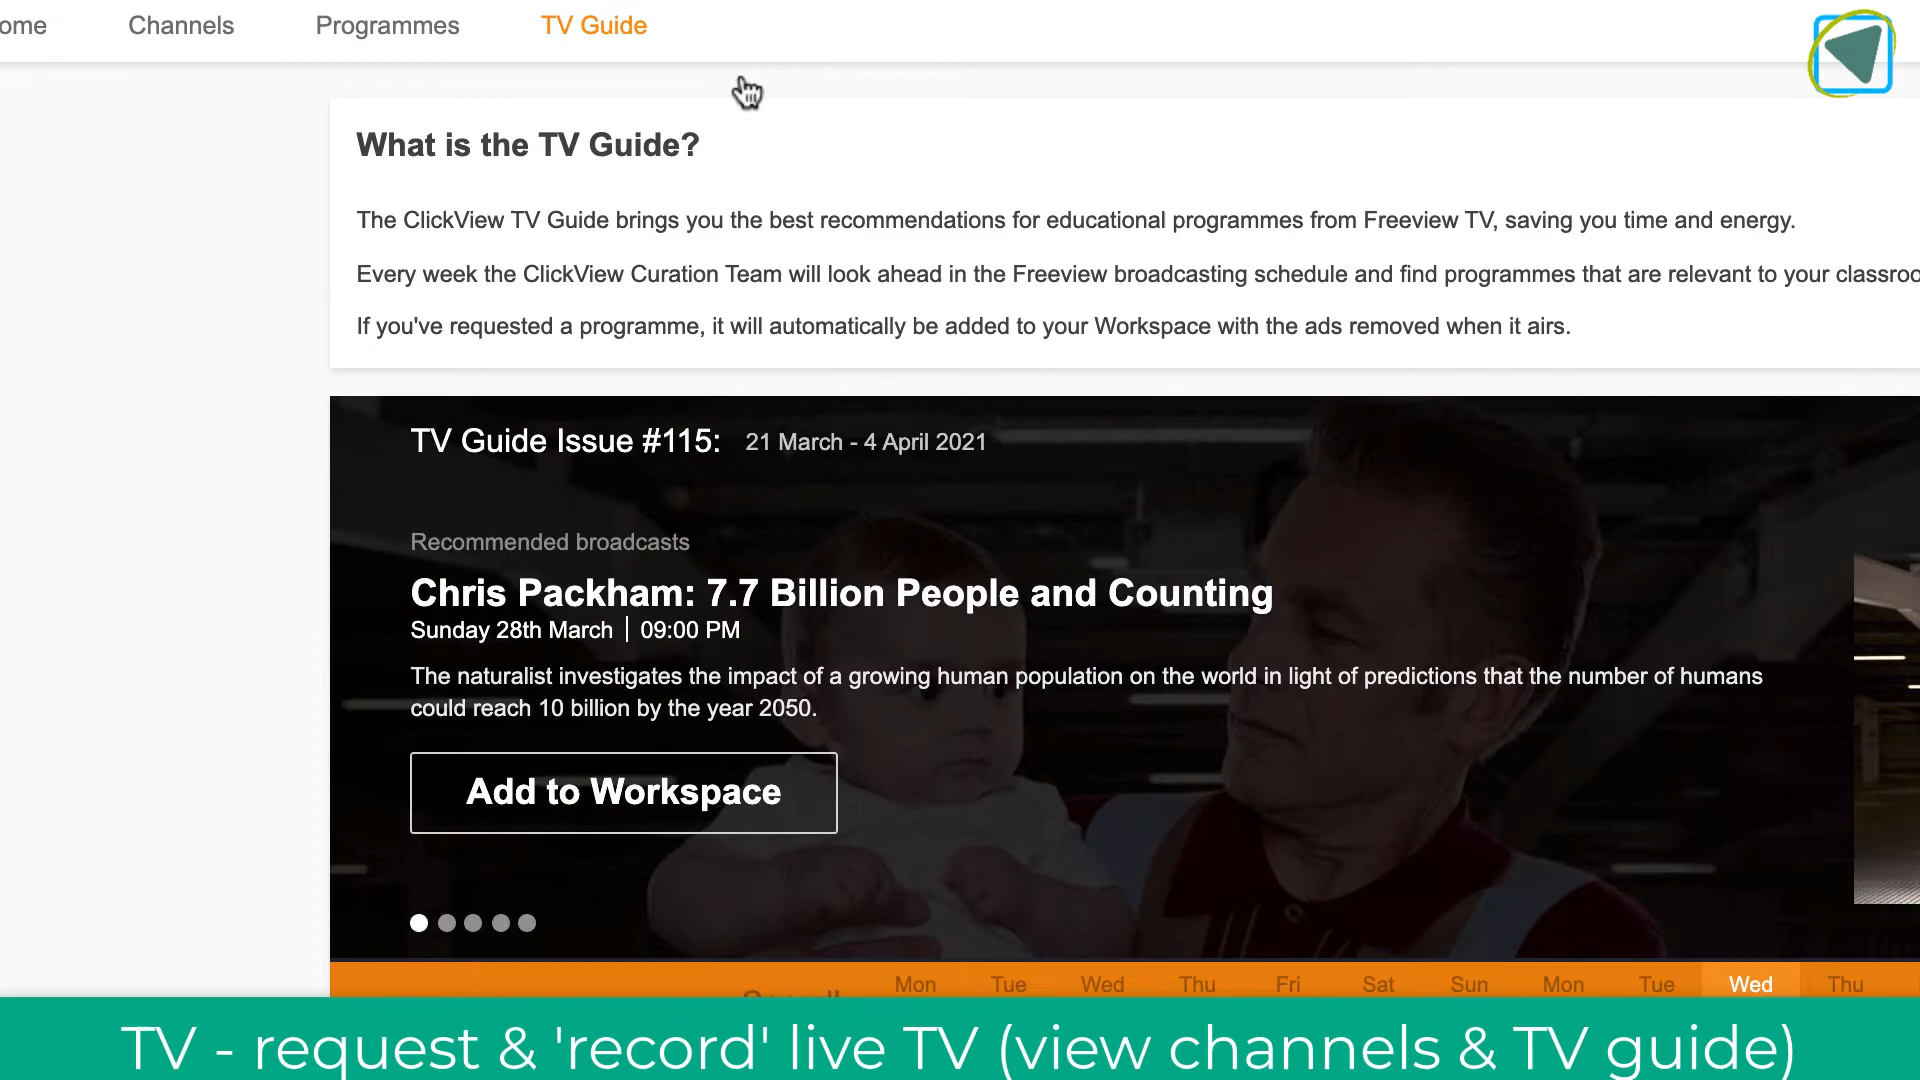 ome Channels Programmes TV Guide
What is the TV Guide?
The ClickView TV Guide brings you the best recommendations for educational programmes from Freeview TV, saving you time and energy.
Every week the ClickView Curation Team will look ahead in the Freeview broadcasting schedule and find programmes that are relevant to your classroo
If you've requested a programme, it will automatically be added to your Workspace with the ads removed when it airs.
TV Guide Issue #115: 21 March - 4 April 2021
Recommended broadcasts
Chris Packham: 7.7 Billion People and Counting
Sunday 28th March | 09:00 PM
The naturalist investigates the impact of a growing human population on the world in light of predictions that the number of humans
could reach 10 billion by the year 2050.
Add to Workspace
Mon Tue Wed Thu Fri Sat Sun Mon Tue Wed Thu
TV - request & 'record' live TV (view channels & TV guide)